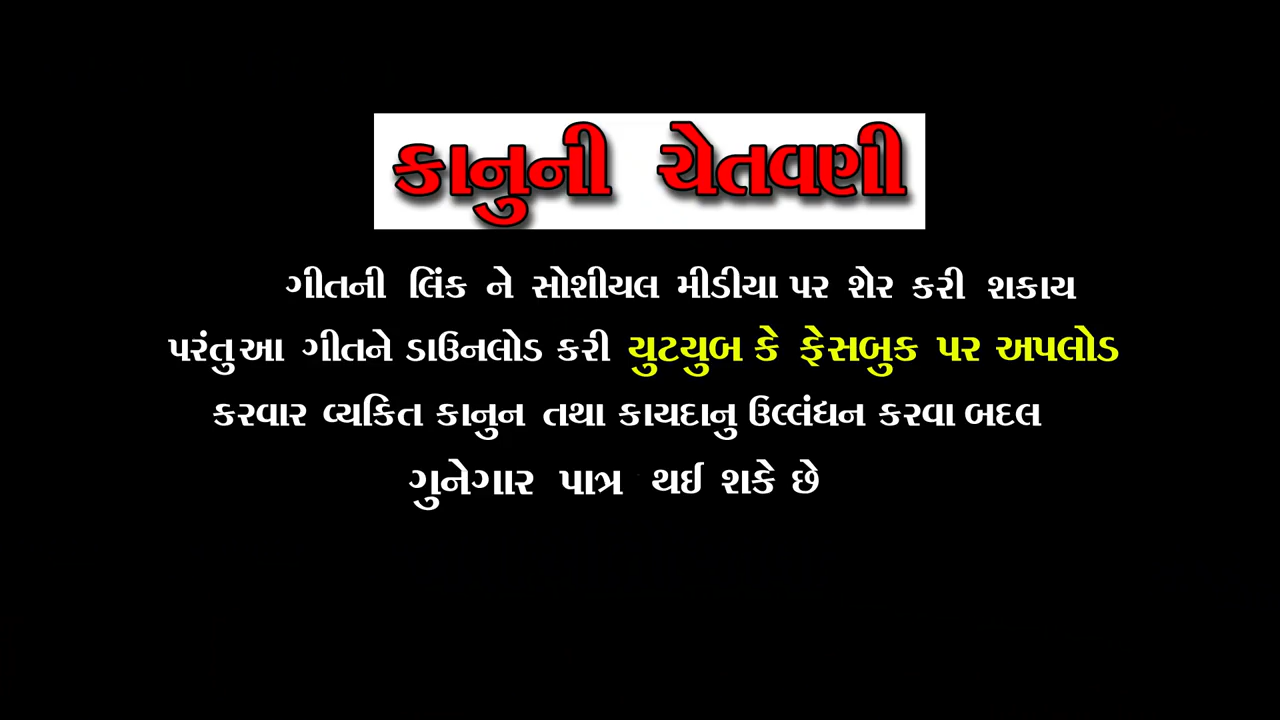 કાનુની ચેતવણી
ગીતની લિંક ને સોશીયલ મીડીયા પર શેર કરી શકાય
પરંતુ આ ગીતને ડાઉનલોડ કરી યુટયુબ કે ફેસબુક પર અપલોડ
કરવાર વ્યકિત કાનુન તથા કાયદાનુ ઉલ્લંઘન કરવા બદલ
ગુનેગાર પાત્ર થઈ શકે છે